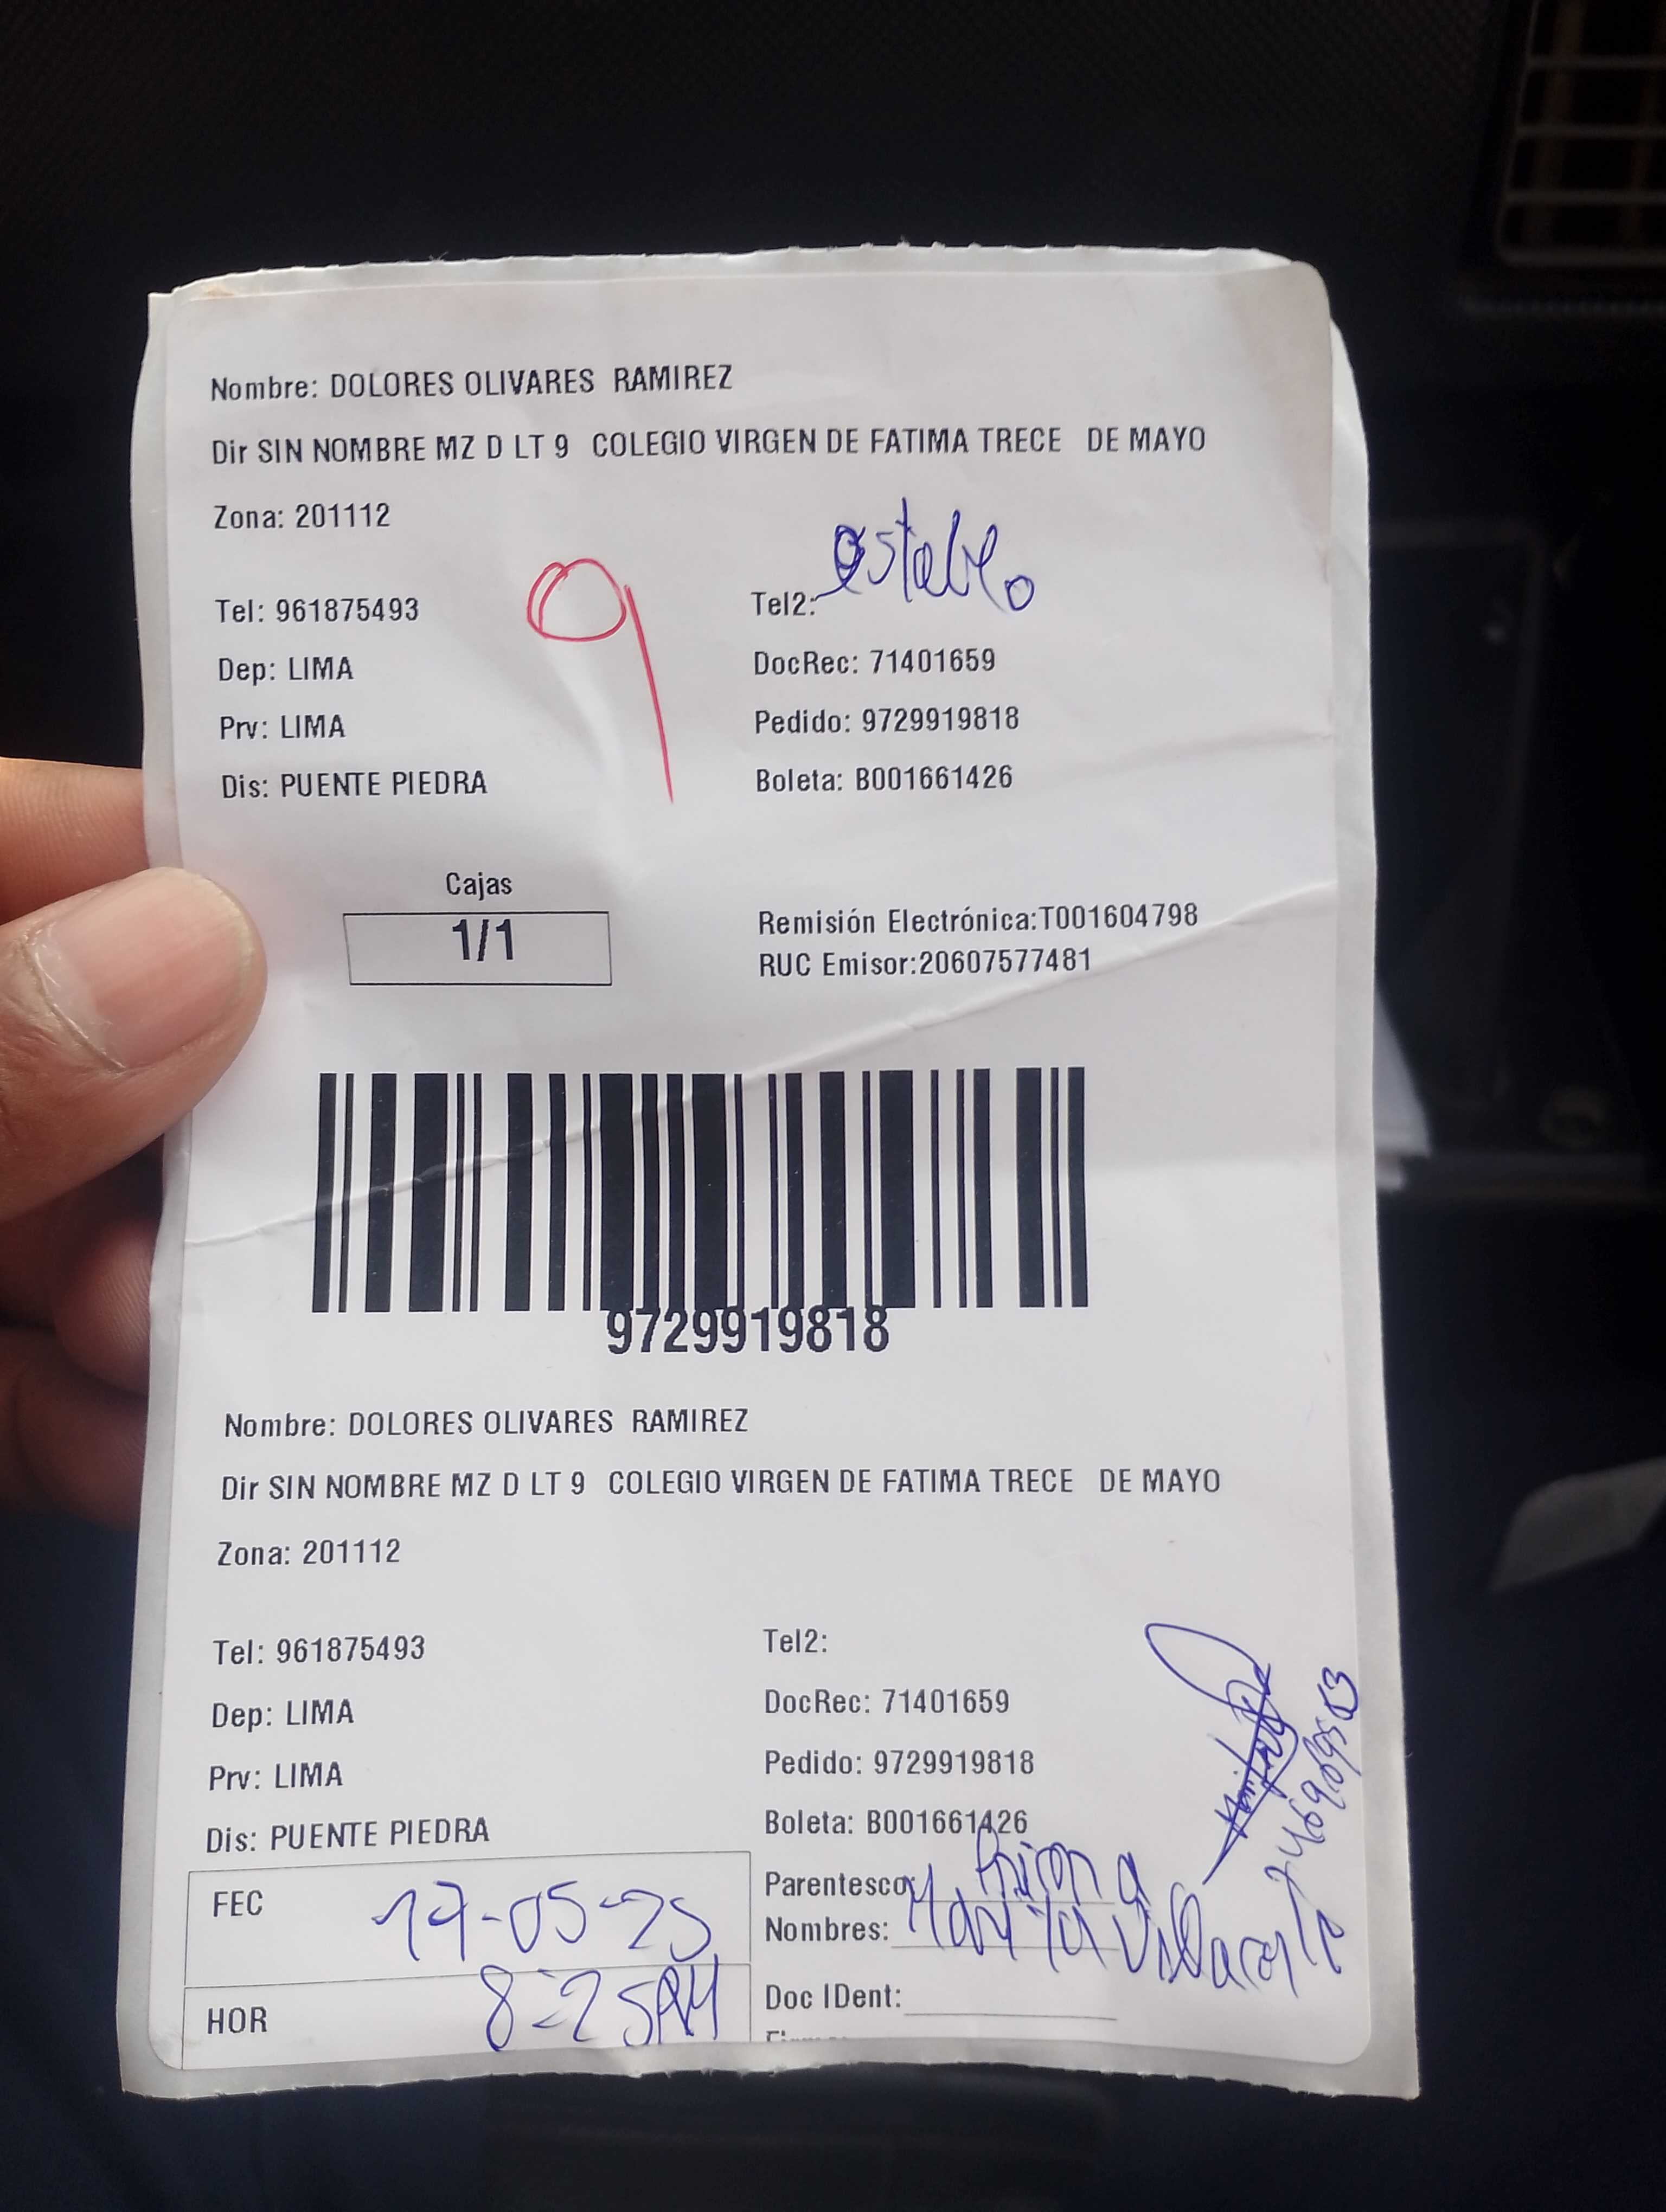 Nombre: DOLORES OLIVARES RAMIREZ
Dir SIN NOMBRE MZ D LT 9 COLEGIO VIRGEN DE FATIMA TRECE DE MAYO
Zona: 201112
establo
9
Tel: 961875493 Tel2:
Dep: LIMA DocRec: 71401659
Prv: LIMA Pedido: 9729919818
Dis: PUENTE PIEDRA Boleta: B001661426
Cajas
1/1
Remisión Electrónica:T001604798
RUC Emisor:20607577481
9729919818
Nombre: DOLORES OLIVARES RAMIREZ
Dir SIN NOMBRE MZ D LT 9 COLEGIO VIRGEN DE FATIMA TRECE DE MAYO
Zona: 201112
Tel: 961875493 Tel2:
Dep: LIMA DocRec: 71401659
Prv: LIMA Pedido: 9729919818
Dis: PUENTE PIEDRA Boleta: B001661426
FEC 17-05-25
HOR 8:25AM
Parentesco:
Nombres: Maritza
Doc IDent: